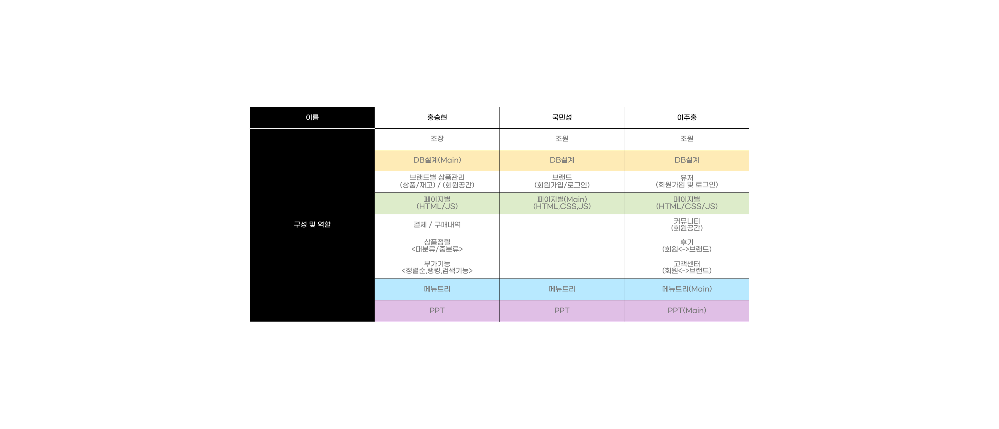 이름
홍승현
국민성
이주홍
구성 및 역할
조장
조원
조원
DB설계(Main)
DB설계
DB설계
브랜드별 상품관리
(상품/재고) / (회원공간)
브랜드
(회원가입/로그인)
유저
(회원가입 및 로그인)
페이지별
(HTML/JS)
페이지별(Main)
(HTML,CSS,JS)
페이지별
(HTML/CSS/JS)
결제 / 구매내역
커뮤니티
(회원공간)
상품정렬
<대분류/중분류>
후기
(회원<->브랜드)
부가기능
<정렬순,랭킹,검색기능>
고객센터
(회원<->브랜드)
메뉴트리
메뉴트리
메뉴트리(Main)
PPT
PPT
PPT(Main)